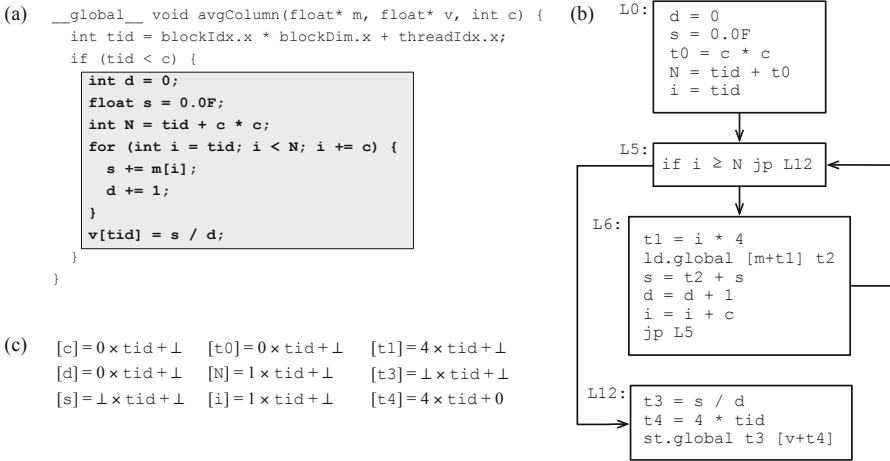 (a)
__global__ void avgColumn(float* m, float* v, int c) {
int tid = blockIdx.x * blockDim.x + threadIdx.x;
if (tid < c) {
int d = 0;
float s = 0.0F;
int N = tid + c * c;
for (int i = tid; i < N; i += c) {
s += m[i];
d += 1;
}
v[tid] = s / d;
}
}
(b)
L0:
d = 0
s = 0.0F
t0 = c * c
N = tid + t0
i = tid
L5:
if i ≥ N jp L12
L6:
t1 = i * 4
ld.global [m+t1] t2
s = t2 + s
d = d + 1
i = i + c
jp L5
L12:
t3 = s / d
t4 = 4 * tid
st.global t3 [v+t4]
(c)
[c] = 0 × tid + ⊥ [t0] = 0 × tid + ⊥ [t1] = 4 × tid + ⊥
[d] = 0 × tid + ⊥ [N] = 1 × tid + ⊥ [t3] = ⊥ × tid + ⊥
[s] = ⊥ × tid + ⊥ [i] = 1 × tid + ⊥ [t4] = 4 × tid + 0